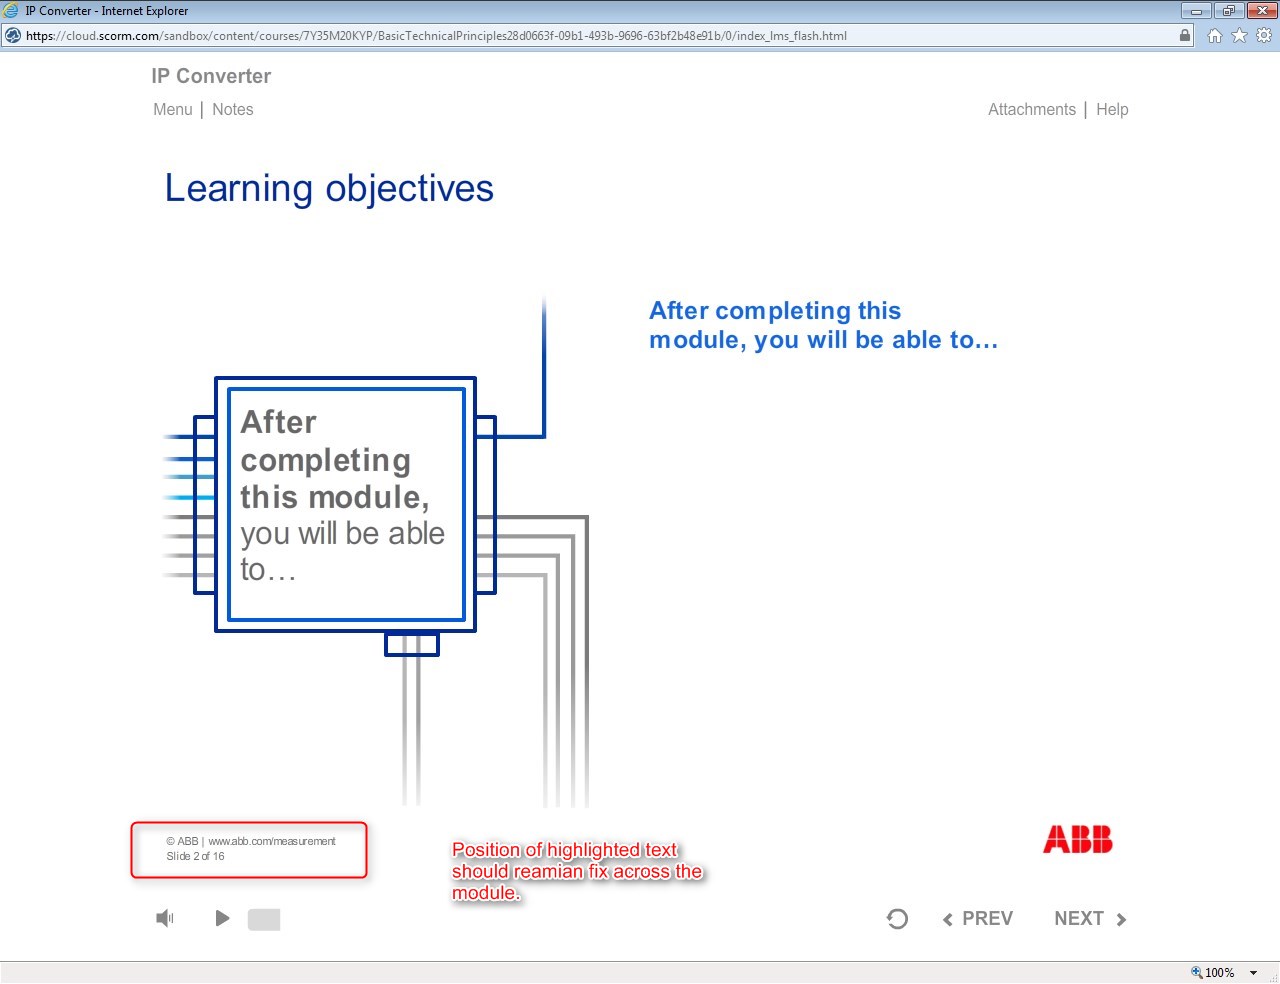 IP Converter - Internet Explorer
https://cloud.scorm.com/sandbox/content/courses/7Y35M20KYP/BasicTechnicalPrinciples28d0663f-09b1-493b-9696-63bf2b48e91b/0/index_lms_flash.html
IP Converter
Menu | Notes
Attachments | Help
Learning objectives
After completing this
module, you will be able to…
After
completing
this module,
you will be able
to…
© ABB | www.abb.com/measurement
Slide 2 of 16
Position of highlighted text
should reamian fix across the
module.
ABB
PREV
NEXT
100%